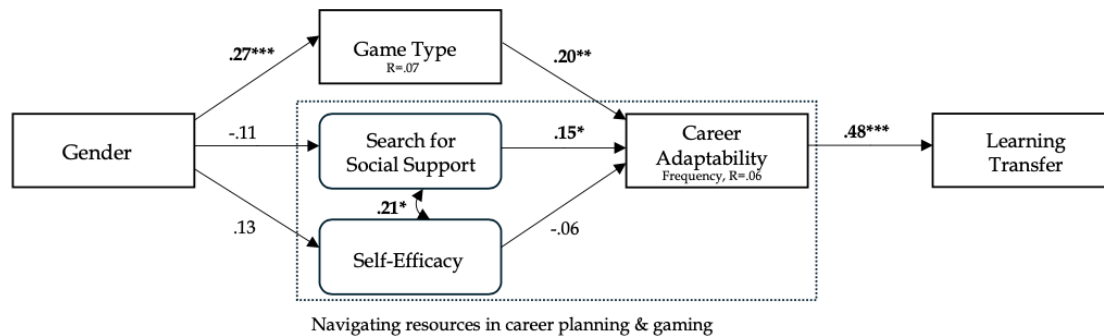 .27***
Game Type
R=.07
.20**
Gender
-.11
Search for
Social Support
.15*
Career
Adaptability
Frequency, R=.06
.48***
Learning
Transfer
.21*
.13
Self-Efficacy
-.06
Navigating resources in career planning & gaming